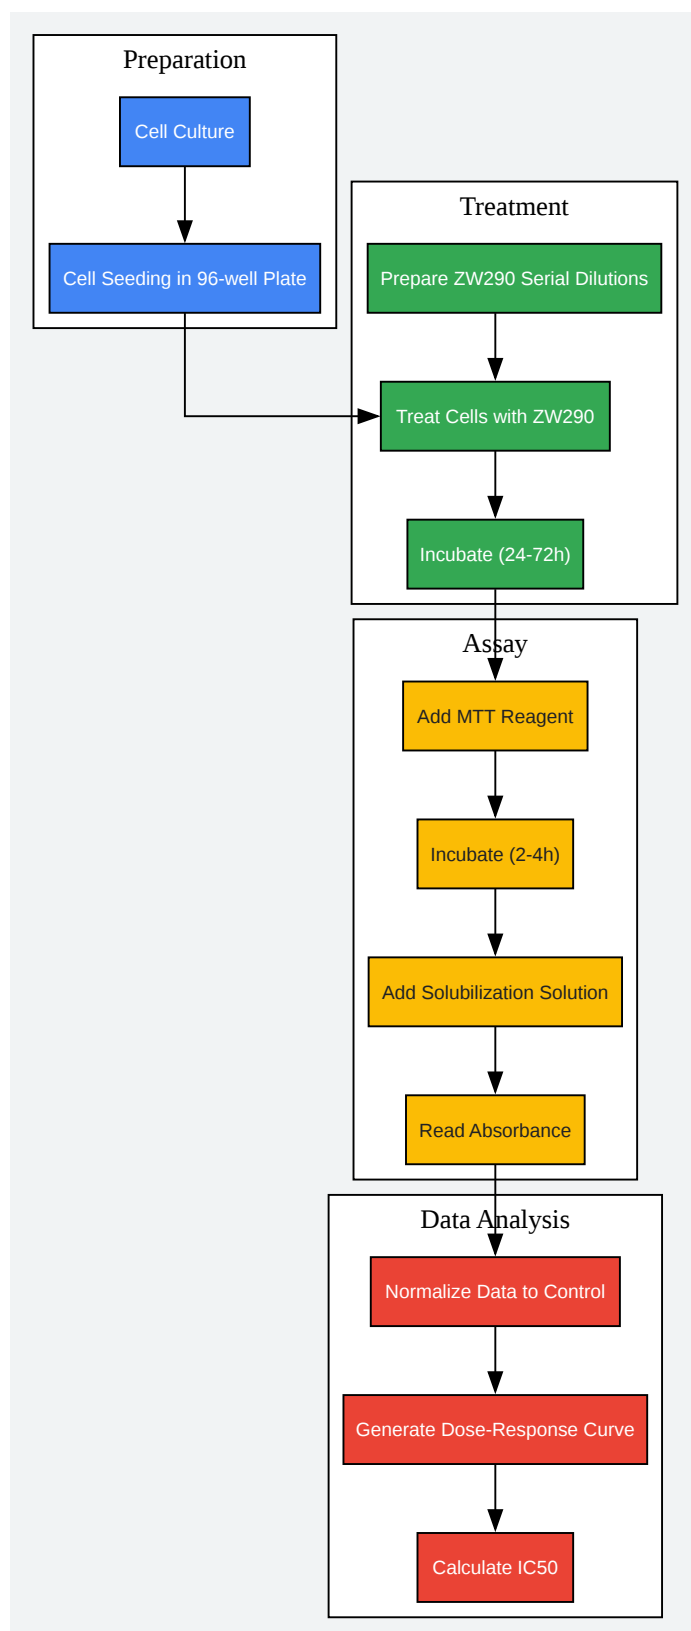 Preparation
Cell Culture
Cell Seeding in 96-well Plate
Treatment
Prepare ZW290 Serial Dilutions
Treat Cells with ZW290
Incubate (24-72h)
Assay
Add MTT Reagent
Incubate (2-4h)
Add Solubilization Solution
Read Absorbance
Data Analysis
Normalize Data to Control
Generate Dose-Response Curve
Calculate IC50